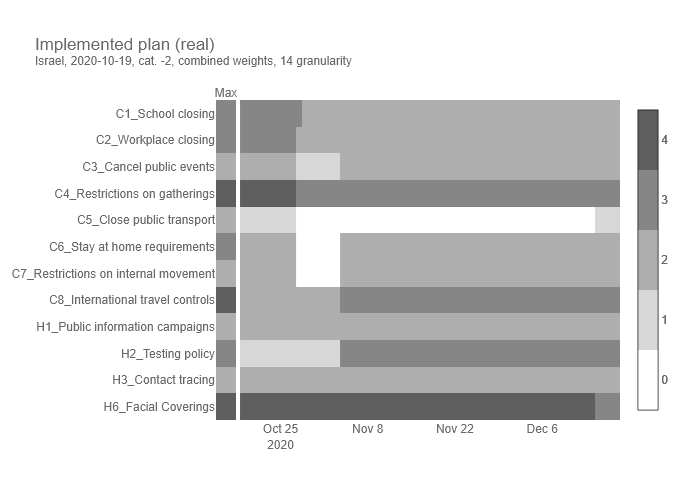 Implemented plan (real)
Israel, 2020-10-19, cat. -2, combined weights, 14 granularity
Max
C1_School closing
C2_Workplace closing
C3_Cancel public events
C4_Restrictions on gatherings
C5_Close public transport
C6_Stay at home requirements
C7_Restrictions on internal movement
C8_International travel controls
H1_Public information campaigns
H2_Testing policy
H3_Contact tracing
H6_Facial Coverings
Oct 25 Nov 8 Nov 22 Dec 6
2020
4
3
2
1
0